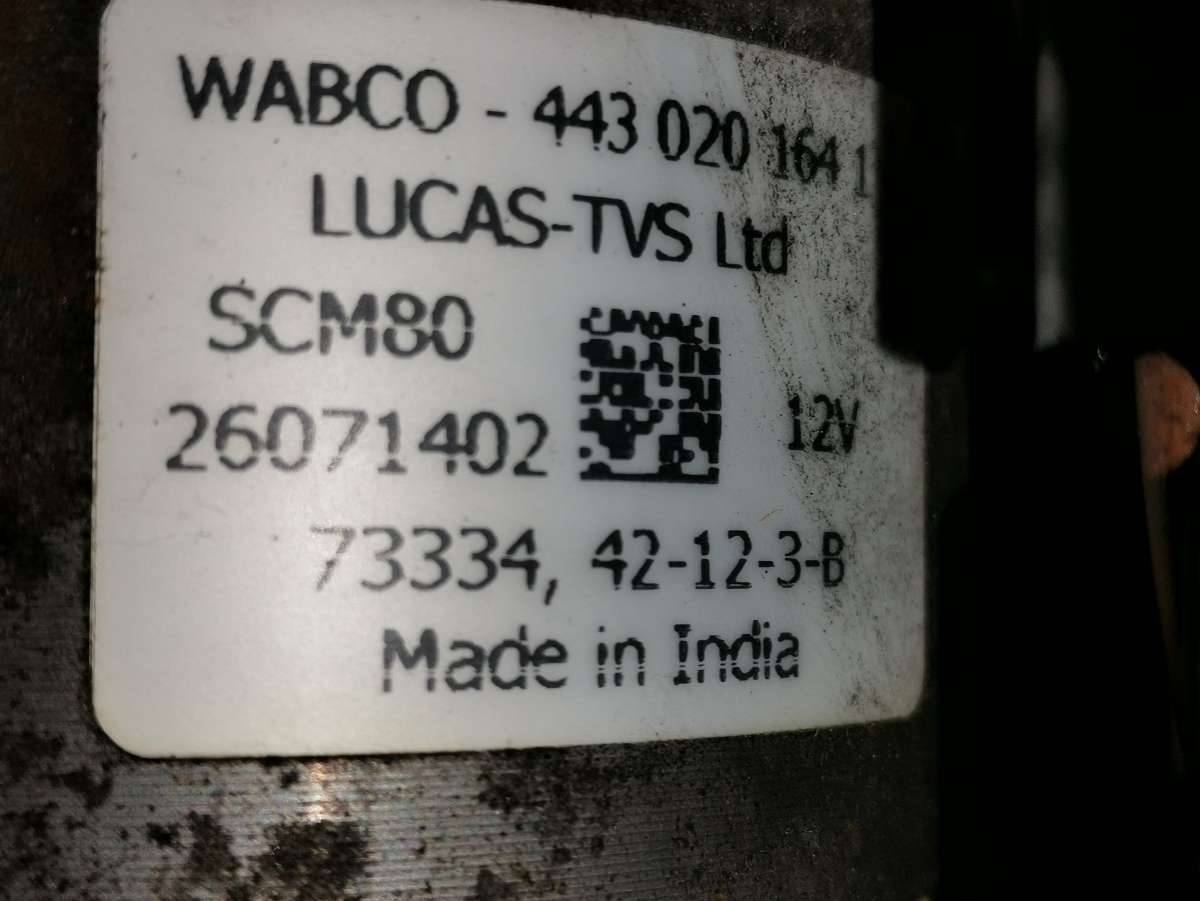 WABCO - 443 020 164 1
LUCAS-TVS Ltd
SCM80
26071402
12V
73334, 42-12-3-B
Made in India